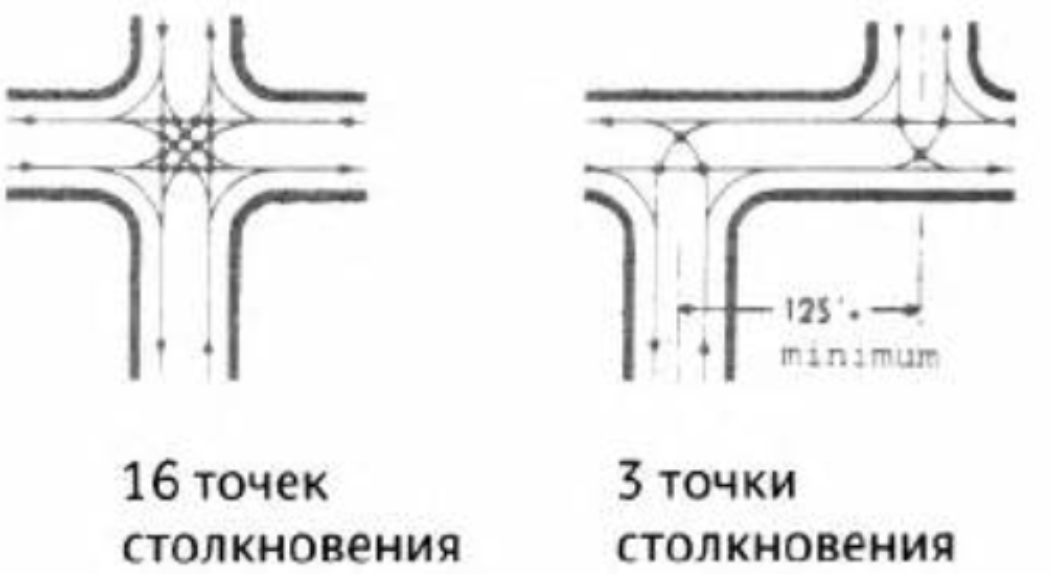 125'+
minimum
16 точек
столкновения
3 точки
столкновения